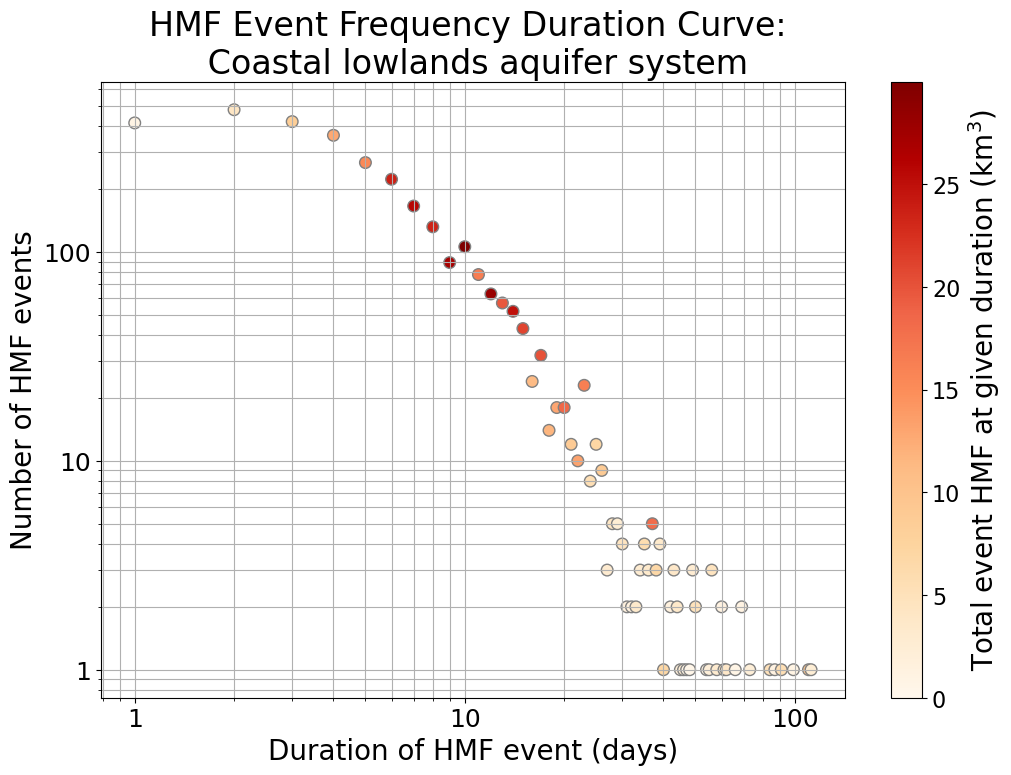 HMF Event Frequency Duration Curve:
Coastal lowlands aquifer system
Number of HMF events
100
10
1
1
10
100
Duration of HMF event (days)
25
20
15
10
5
0
Total event HMF at given duration (km³)